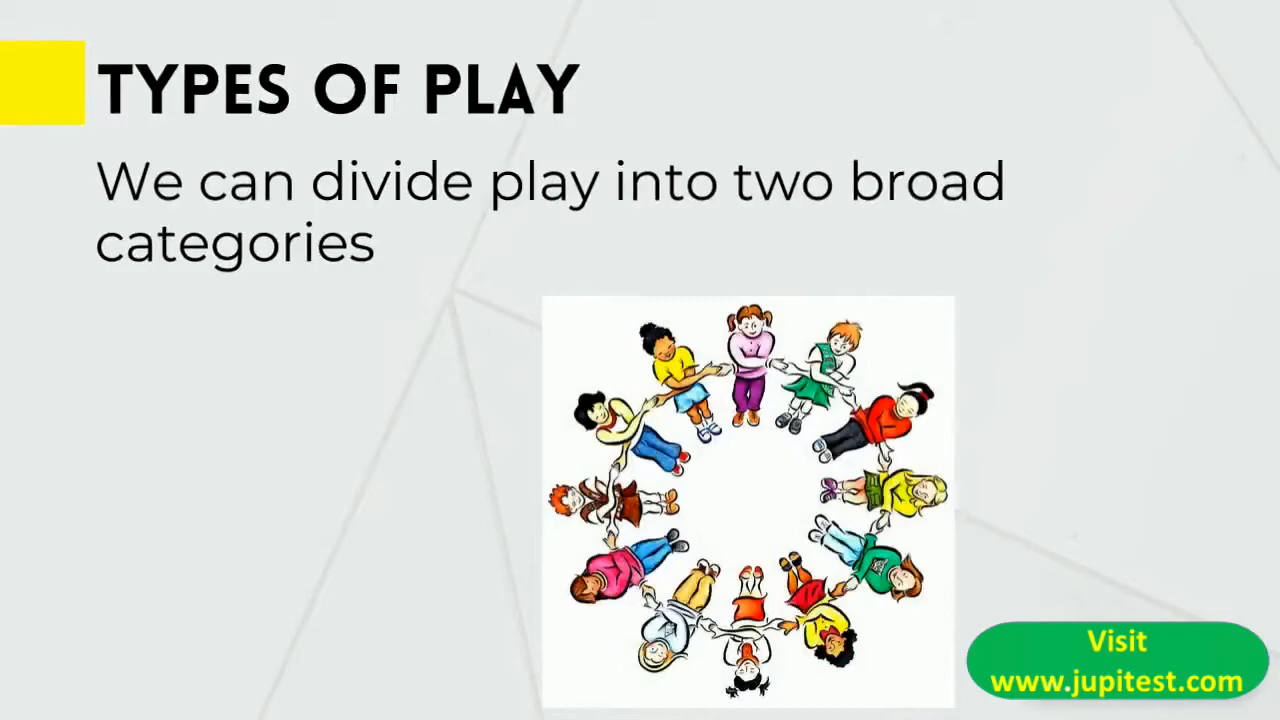 TYPES OF PLAY
We can divide play into two broad
categories
Visit
www.jupitest.com